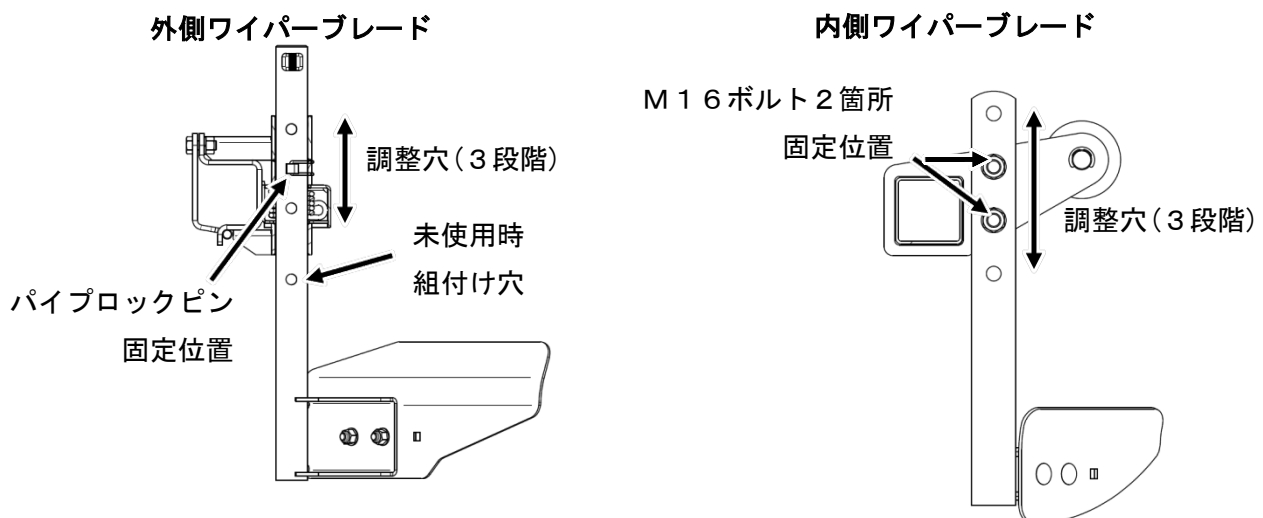 外側ワイパーブレード
調整穴(3段階)
未使用時
組付け穴
パイプロックピン
固定位置
内側ワイパーブレード
M16ボルト2箇所
固定位置
調整穴(3段階)